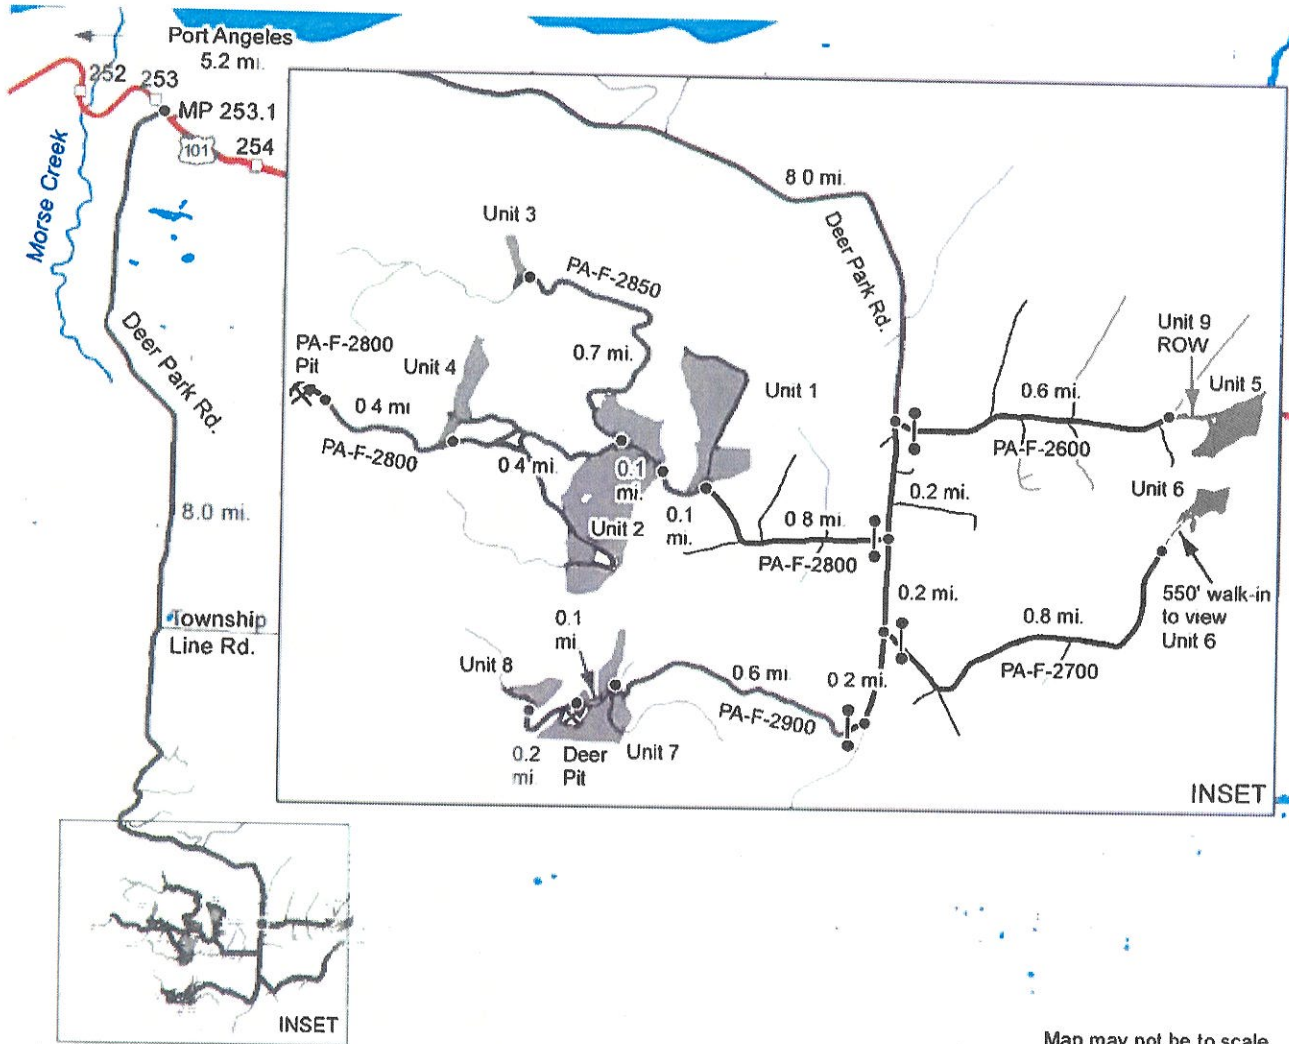 Port Angeles
5.2 mi.
252
253
MP 253.1
101
254
Morse Creek
Deer Park Rd.
8.0 mi.
Township
Line Rd.
INSET
8 0 mi.
Deer Park Rd.
Unit 3
PA-F-2850
0.7 mi.
PA-F-2800
Pit
Unit 4
0 4 mi
PA-F-2800
0 4 mi.
Unit 1
0.1
mi.
Unit 2
0.1
mi.
0 8 mi.
PA-F-2800
Unit 9
ROW
Unit 5
0.6 mi.
PA-F-2600
0.2 mi.
Unit 6
0.2 mi.
550' walk-in
to view
Unit 6
0.8 mi.
PA-F-2700
0.1
mi
Unit 8
0 6 mi
0 2 mi.
PA-F-2900
0.2
mi
Deer
Pit
Unit 7
INSET
Map may not be to scale